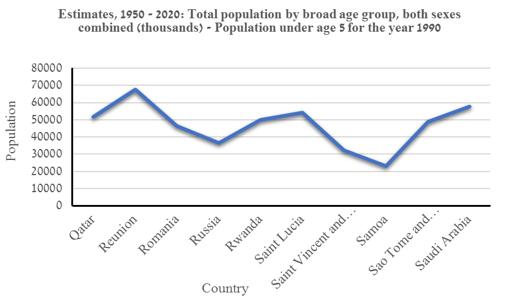 Estimates, 1950 - 2020: Total population by broad age group, both sexes
combined (thousands) - Population under age 5 for the year 1990
80000
70000
60000
50000
40000
30000
20000
10000
0
Population
Qatar
Reunion
Romania
Russia
Rwanda
Saint Lucia
Saint Vincent and…
Samoa
Sao Tome and…
Saudi Arabia
Country